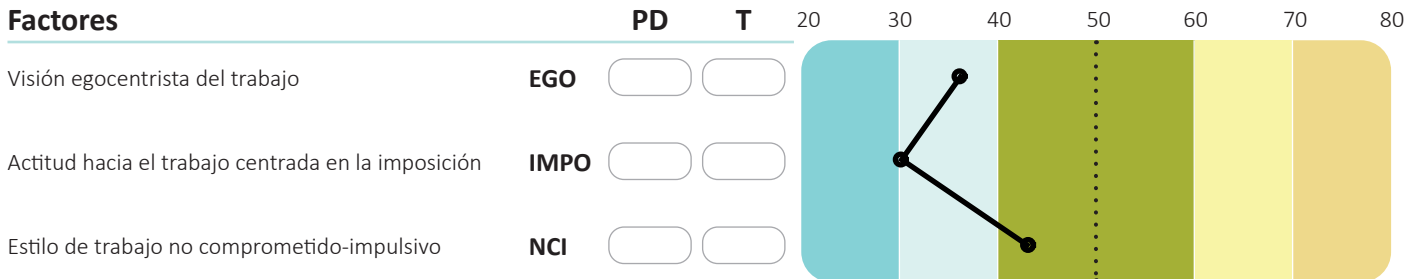 Factores PD T 20 30 40 50 60 70 80
Visión egocentrista del trabajo EGO
Actitud hacia el trabajo centrada en la imposición IMPO
Estilo de trabajo no comprometido-impulsivo NCI